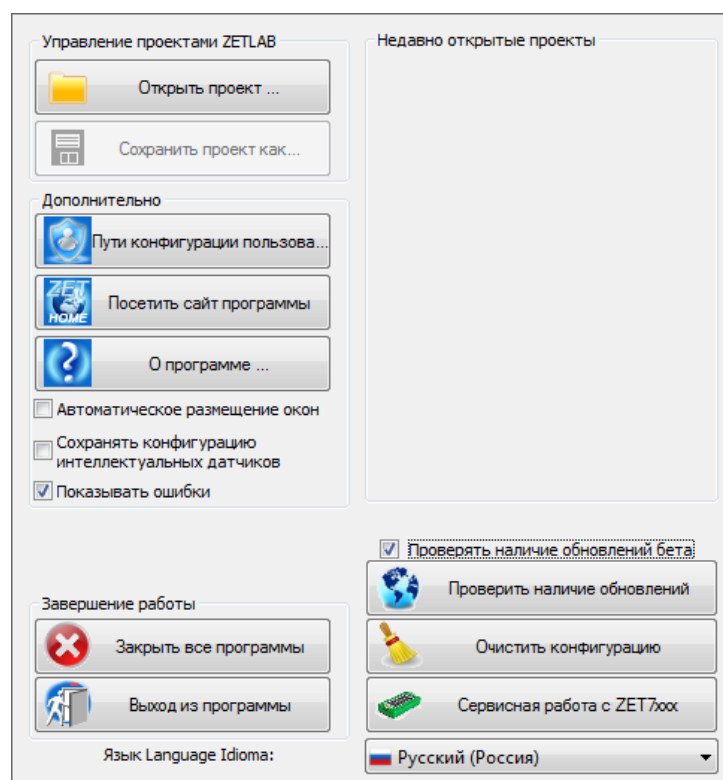 Управление проектами ZETLAB
Открыть проект ...
Сохранить проект как...
Дополнительно
Пути конфигурации пользова...
ZET
HOME
Посетить сайт программы
О программе ...
Автоматическое размещение окон
Сохранять конфигурацию
интеллектуальных датчиков
Показывать ошибки
Завершение работы
Закрыть все программы
Выход из программы
Язык Language Idioma:
Недавно открытые проекты
Проверять наличие обновлений бета
Проверить наличие обновлений
Очистить конфигурацию
Сервисная работа с ZET7xxx
Русский (Россия)